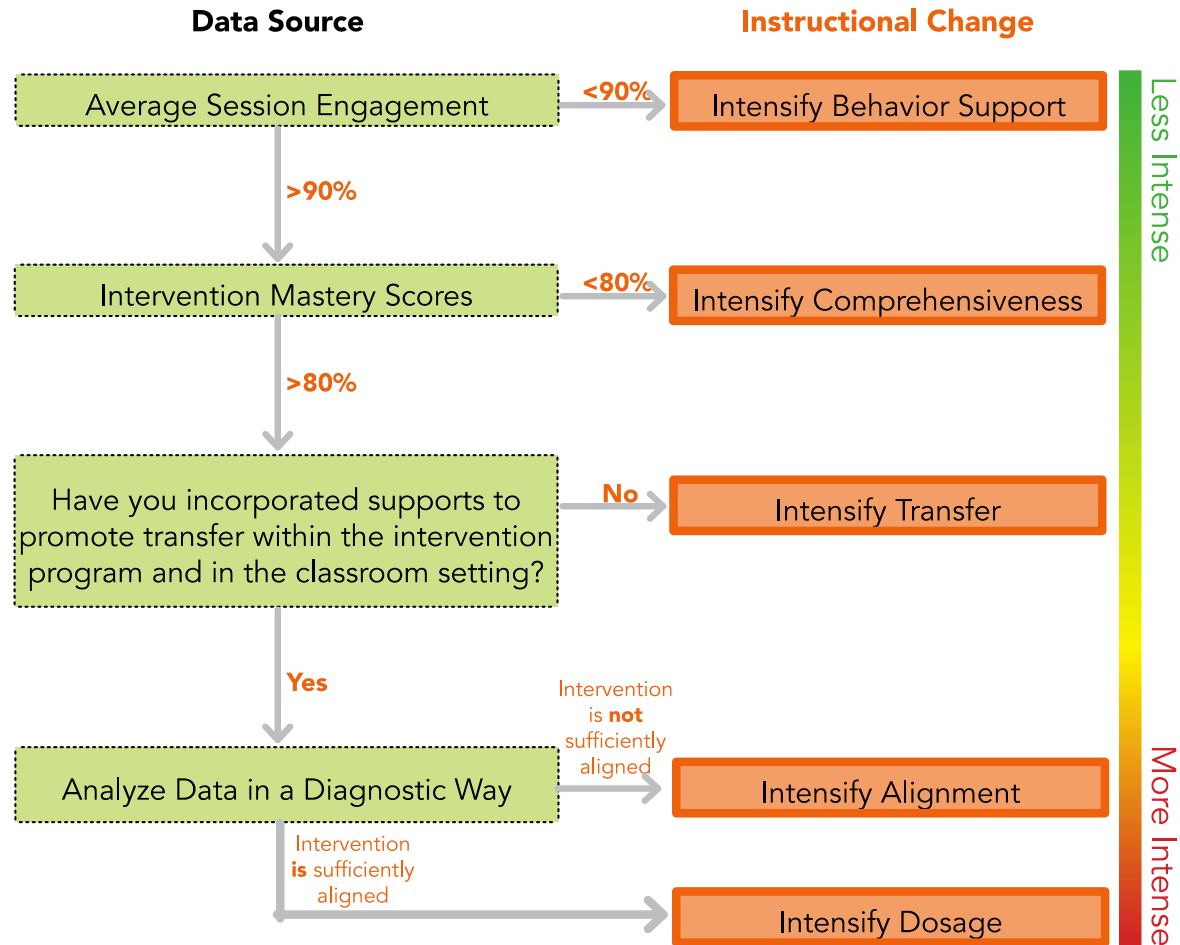 Data Source
Instructional Change
Average Session Engagement
<90%
Intensify Behavior Support
Less Intense
>90%
Intervention Mastery Scores
<80%
Intensify Comprehensiveness
>80%
Have you incorporated supports to
promote transfer within the intervention
program and in the classroom setting?
No
Intensify Transfer
Yes
Intervention
is not
sufficiently
aligned
Analyze Data in a Diagnostic Way
Intensify Alignment
More Intense
Intervention
is sufficiently
aligned
Intensify Dosage